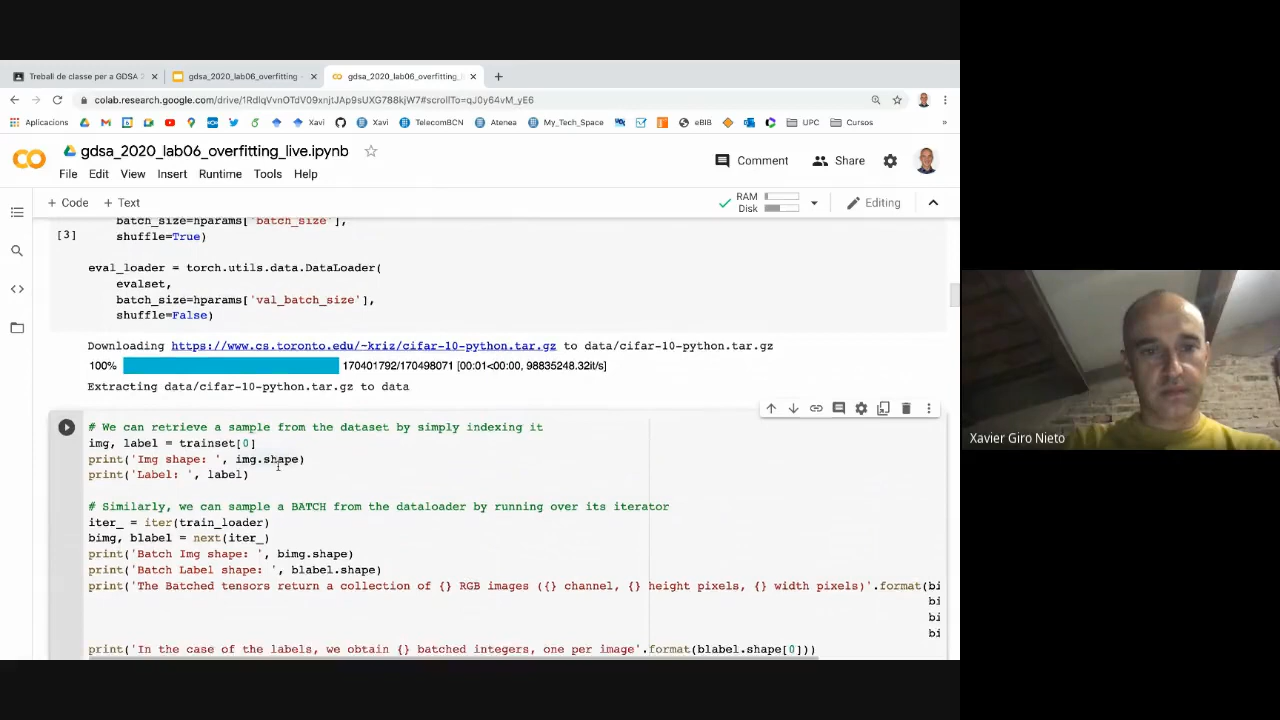 Treball de classe per a GDSA
gdsa_2020_lab06_overfitting
gdsa_2020_lab06_overfitting_
colab.research.google.com/drive/1RdlqVvnOTdV09xnjtJAp9sUXG788kjW7#scrollTo=qJ0y64vM_yE6
Aplicacions Xavi Xavi TelecomBCN Atenea My_Tech_Space eBIB UPC Cursos
gdsa_2020_lab06_overfitting_live.ipynb
Comment Share
File Edit View Insert Runtime Tools Help
+ Code + Text
RAM
Disk
Editing
batch_size=hparams['batch_size'],
[3]
shuffle=True)
eval_loader = torch.utils.data.DataLoader(
evalset,
batch_size=hparams['val_batch_size'],
shuffle=False)
Downloading https://www.cs.toronto.edu/~kriz/cifar-10-python.tar.gz to data/cifar-10-python.tar.gz
100% 170401792/170498071 [00:01<00:00, 98835248.32it/s]
Extracting data/cifar-10-python.tar.gz to data
# We can retrieve a sample from the dataset by simply indexing it
img, label = trainset[0]
print('Img shape: ', img.shape)
print('Label: ', label)
# Similarly, we can sample a BATCH from the dataloader by running over its iterator
iter_ = iter(train_loader)
bimg, blabel = next(iter_)
print('Batch Img shape: ', bimg.shape)
print('Batch Label shape: ', blabel.shape)
print('The Batched tensors return a collection of {} RGB images ({} channel, {} height pixels, {} width pixels)'.format(bi
bi
bi
bi
print('In the case of the labels, we obtain {} batched integers, one per image'.format(blabel.shape[0]))
Xavier Giro Nieto